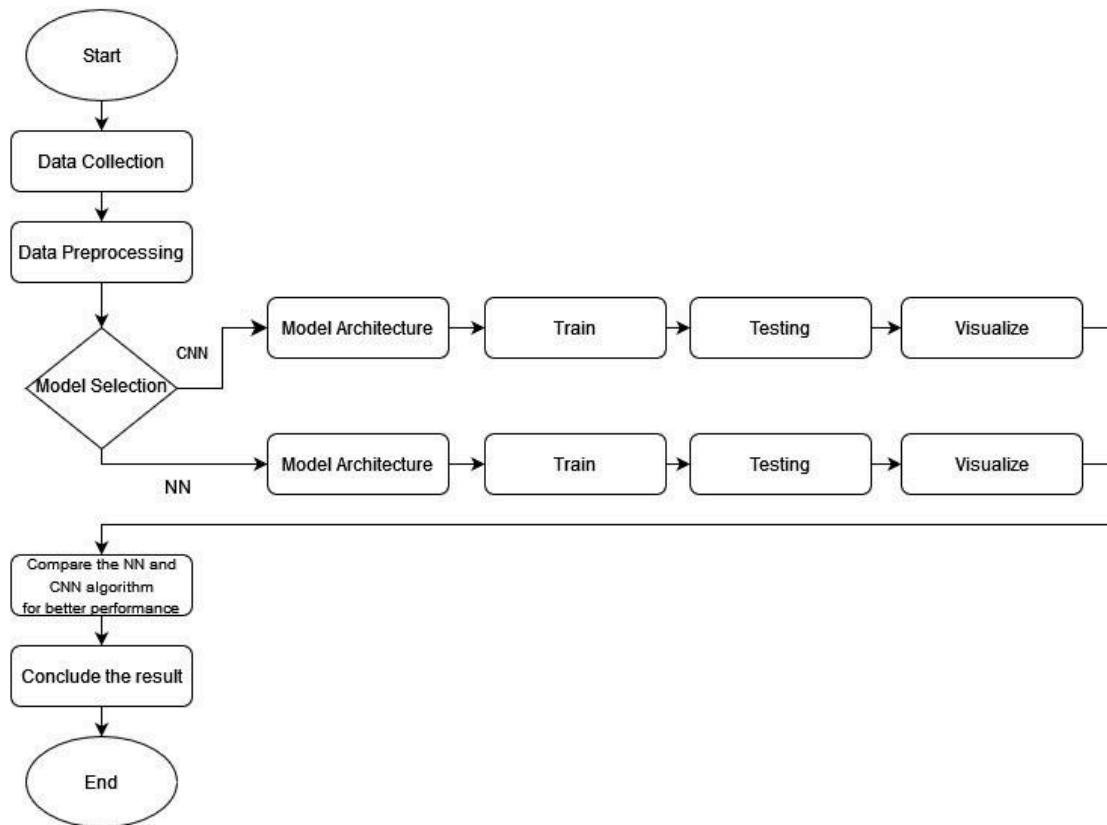 Start
Data Collection
Data Preprocessing
Model Selection
CNN
Model Architecture
Train
Testing
Visualize
NN
Model Architecture
Train
Testing
Visualize
Compare the NN and
CNN algorithm
for better performance
Conclude the result
End